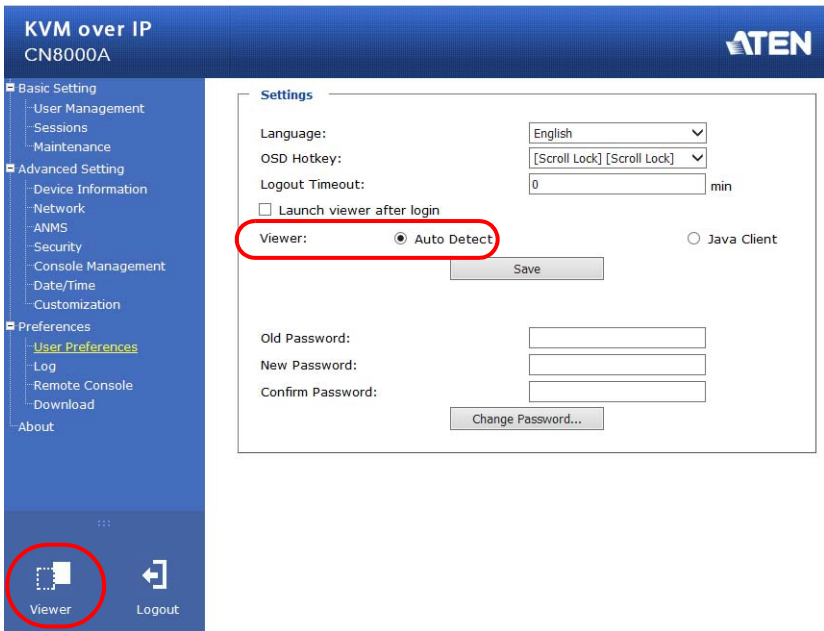 KVM over IP
CN8000A
ATEN
Basic Setting
User Management
Sessions
Maintenance
Advanced Setting
Device Information
Network
ANMS
Security
Console Management
Date/Time
Customization
Preferences
User Preferences
Log
Remote Console
Download
About
Viewer
Logout
Settings
Language: English
OSD Hotkey: [Scroll Lock] [Scroll Lock]
Logout Timeout: 0 min
Launch viewer after login
Viewer: Auto Detect Java Client
Save
Old Password:
New Password:
Confirm Password:
Change Password...